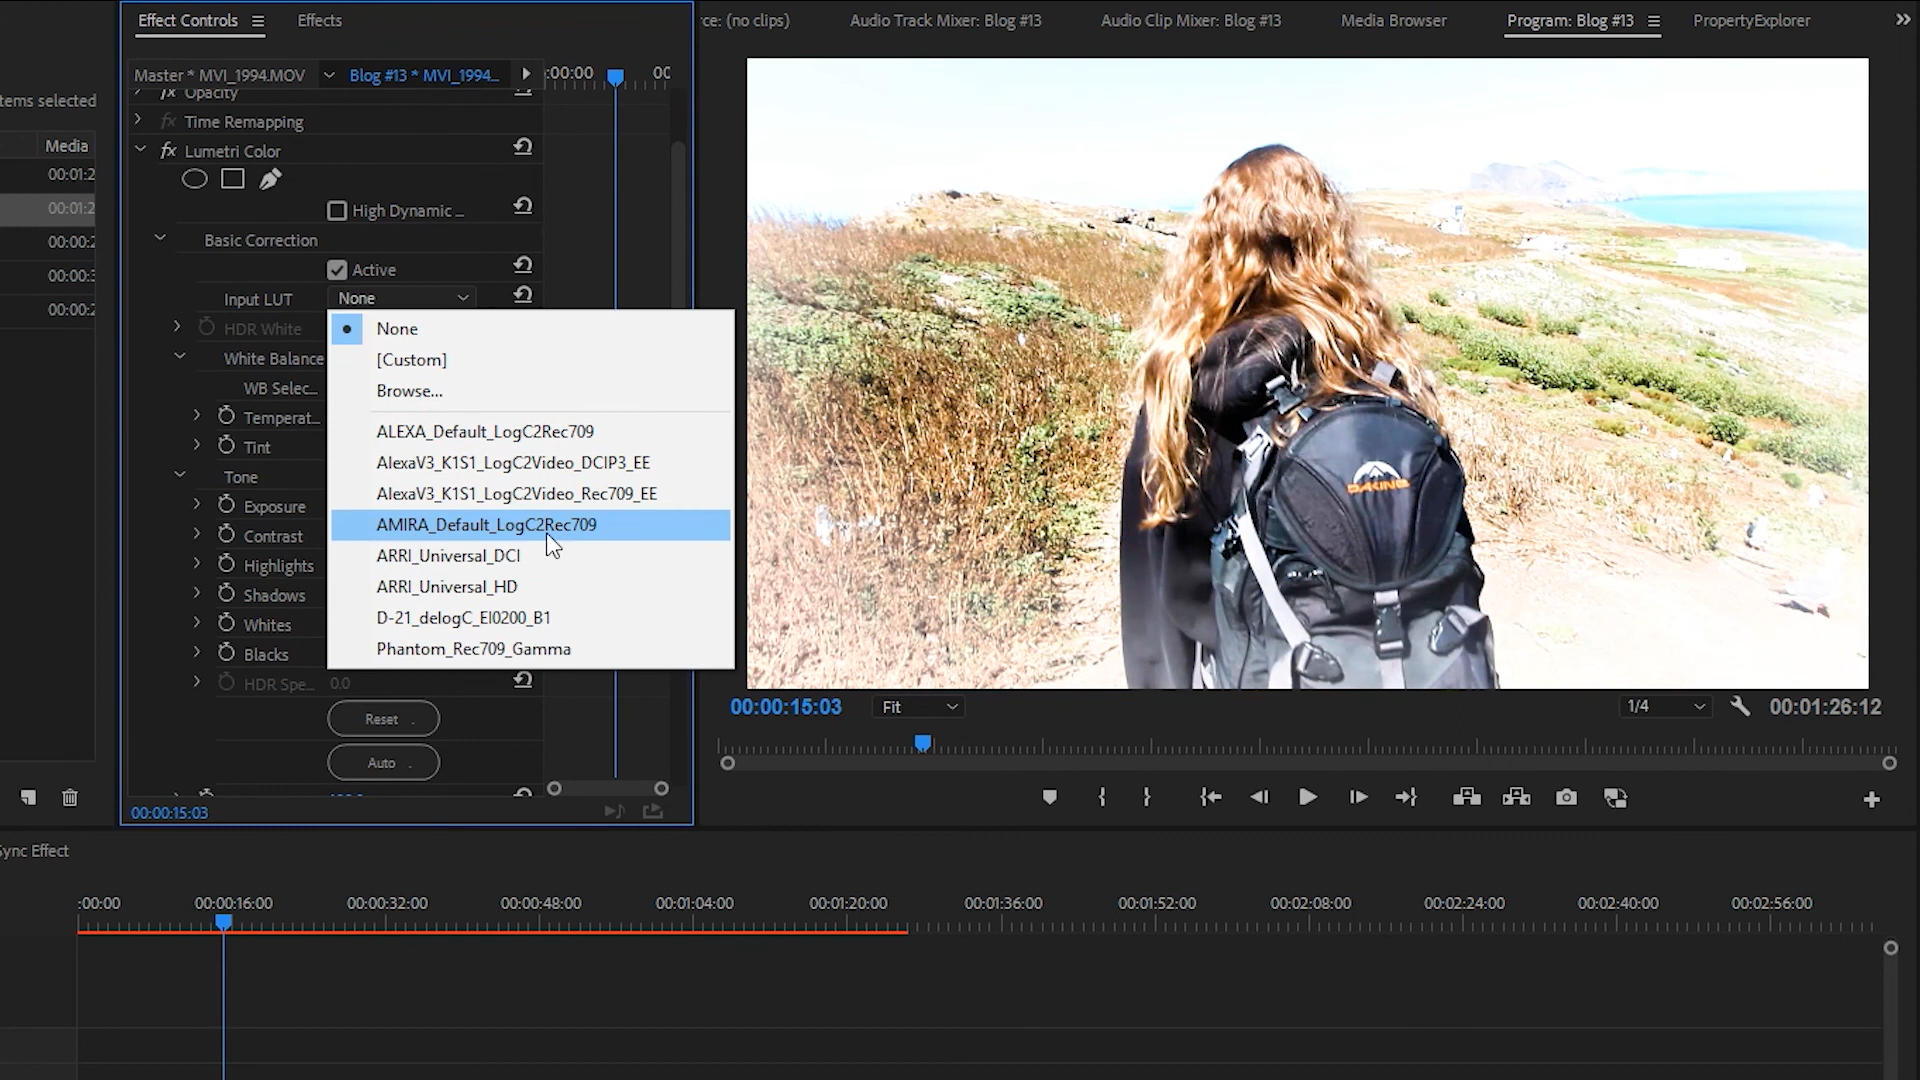 Effect Controls
Effects
rce: (no clips)
Audio Track Mixer: Blog #13
Audio Clip Mixer: Blog #13
Media Browser
Program: Blog #13
PropertyExplorer
Master * MVI_1994.MOV
Blog #13 * MVI_1994...
:00:00
00
tems selected
fx Opacity
fx Time Remapping
Media
fx Lumetri Color
00:01:2
00:01:2
High Dynamic ...
00:00:2
Basic Correction
Active
00:00:3
Input LUT
None
00:00:2
HDR White
White Balance
WB Selec...
Temperat...
Tint
Tone
Exposure
Contrast
Highlights
Shadows
Whites
Blacks
HDR Spe...
0.0
None
[Custom]
Browse...
ALEXA_Default_LogC2Rec709
AlexaV3_K1S1_LogC2Video_DCIP3_EE
AlexaV3_K1S1_LogC2Video_Rec709_EE
AMIRA_Default_LogC2Rec709
ARRI_Universal_DCI
ARRI_Universal_HD
D-21_delogC_EI0200_B1
Phantom_Rec709_Gamma
DAKINE
Reset
Auto
00:00:15:03
00:00:15:03
Fit
1/4
00:01:26:12
Sync Effect
:00:00
00:00:16:00
00:00:32:00
00:00:48:00
00:01:04:00
00:01:20:00
00:01:36:00
00:01:52:00
00:02:08:00
00:02:24:00
00:02:40:00
00:02:56:00